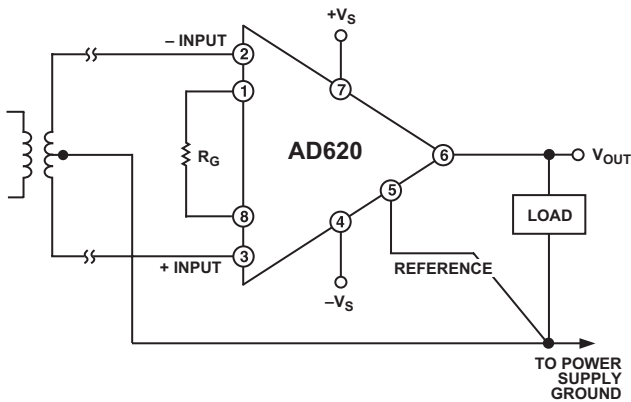 +VS
– INPUT
2
1
7
RG
AD620
6
VOUT
5
8
4
LOAD
3
+ INPUT
REFERENCE
–VS
TO POWER
SUPPLY
GROUND